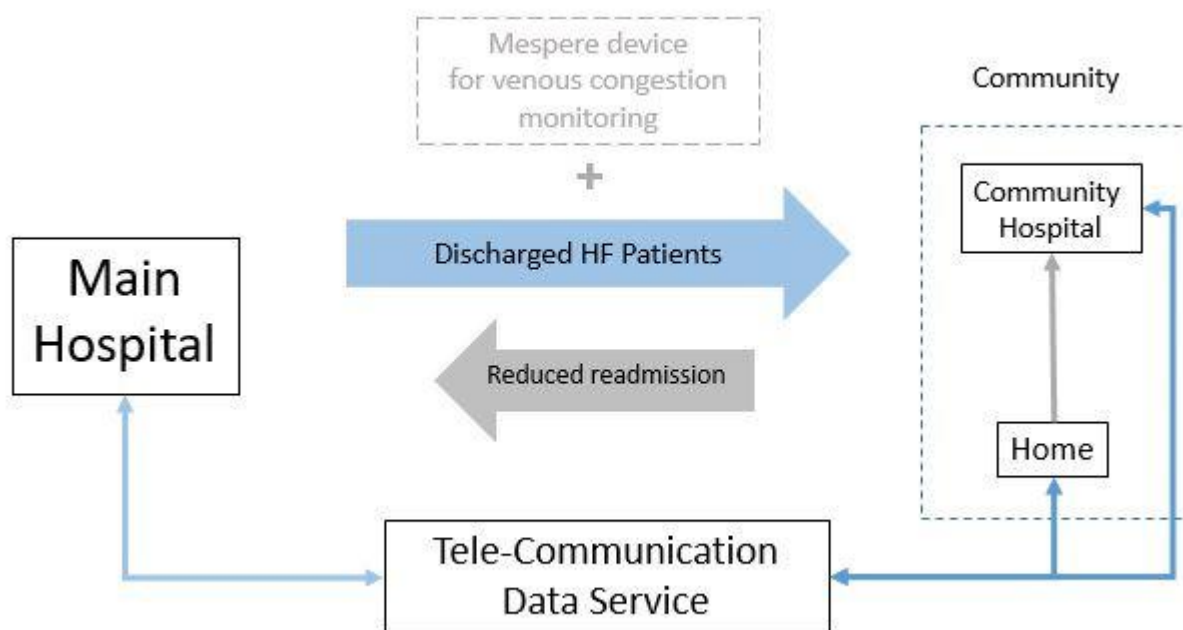 Mespere device
for venous congestion
monitoring
+
Community
Community
Hospital
Discharged HF Patients
Main
Hospital
Reduced readmission
Home
Tele-Communication
Data Service